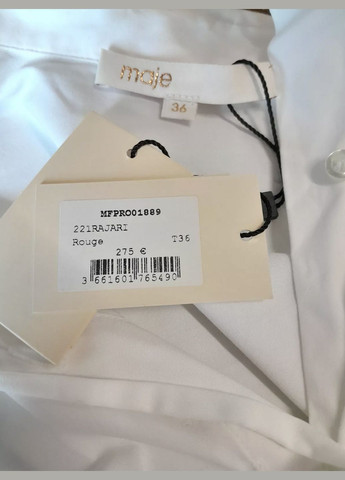 maje
36
MFPRO01889
221RAJARI
Rouge T36
275 €
3 661601 765490